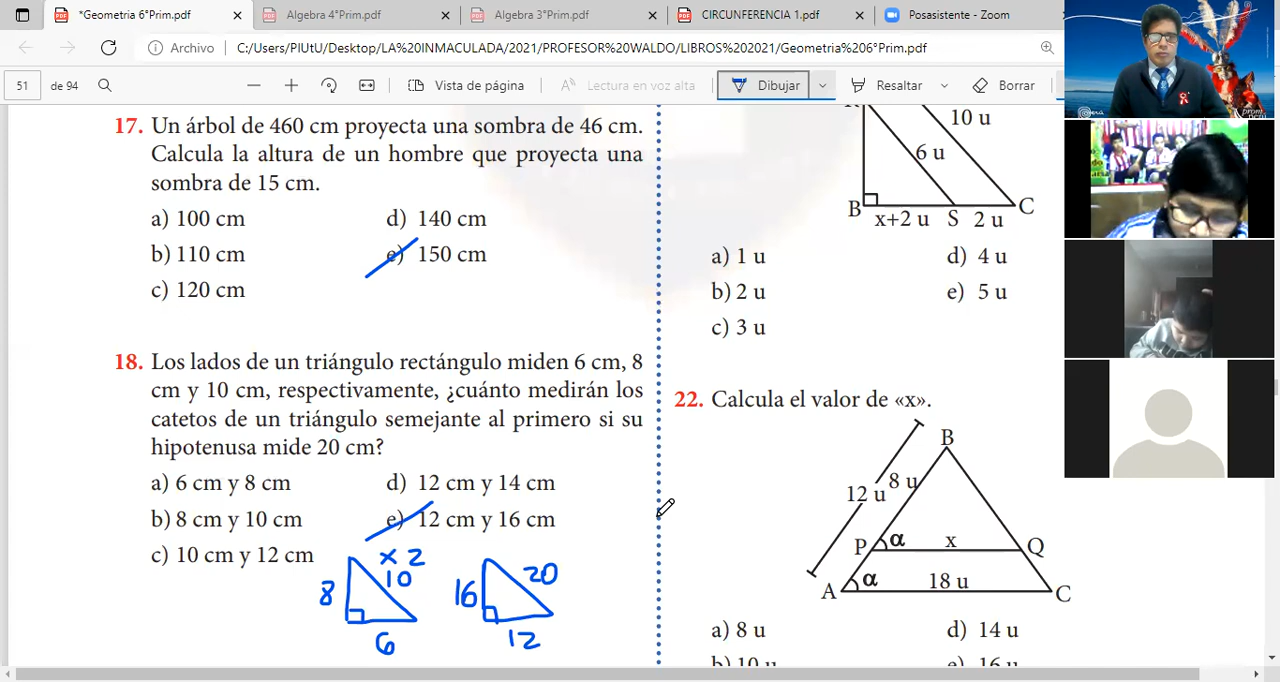 *Geometria 6°Prim.pdf
Algebra 4°Prim.pdf
Algebra 3°Prim.pdf
CIRCUNFERENCIA 1.pdf
Posasistente - Zoom
Archivo
C:/Users/PIUtU/Desktop/LA%20INMACULADA/2021/PROFESOR%20WALDO/LIBROS%202021/Geometria%206°Prim.pdf
51 de 94
Vista de página
Lectura en voz alta
Dibujar
Resaltar
Borrar
17. Un árbol de 460 cm proyecta una sombra de 46 cm.
Calcula la altura de un hombre que proyecta una
sombra de 15 cm.
a) 100 cm
d) 140 cm
b) 110 cm
e) 150 cm
c) 120 cm
18. Los lados de un triángulo rectángulo miden 6 cm, 8
cm y 10 cm, respectivamente, ¿cuánto medirán los
catetos de un triángulo semejante al primero si su
hipotenusa mide 20 cm?
a) 6 cm y 8 cm
d) 12 cm y 14 cm
b) 8 cm y 10 cm
e) 12 cm y 16 cm
c) 10 cm y 12 cm
x 2
8
10
6
16
20
12
10 u
6 u
B
x+2 u
S
2 u
C
a) 1 u
d) 4 u
b) 2 u
e) 5 u
c) 3 u
22. Calcula el valor de «x».
B
12 u
8 u
P
α
x
Q
A
α
18 u
C
a) 8 u
d) 14 u
b) 10 u
e) 16 u